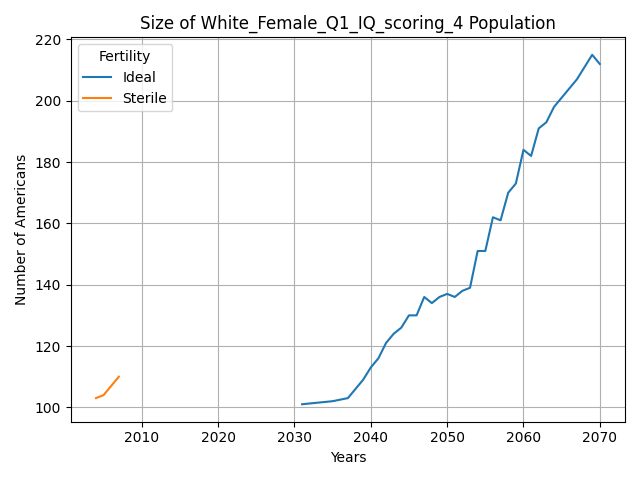 Size of White_Female_Q1_IQ_scoring_4 Population
Fertility
Ideal
Sterile
Number of Americans
220
200
180
160
140
120
100
2010 2020 2030 2040 2050 2060 2070
Years